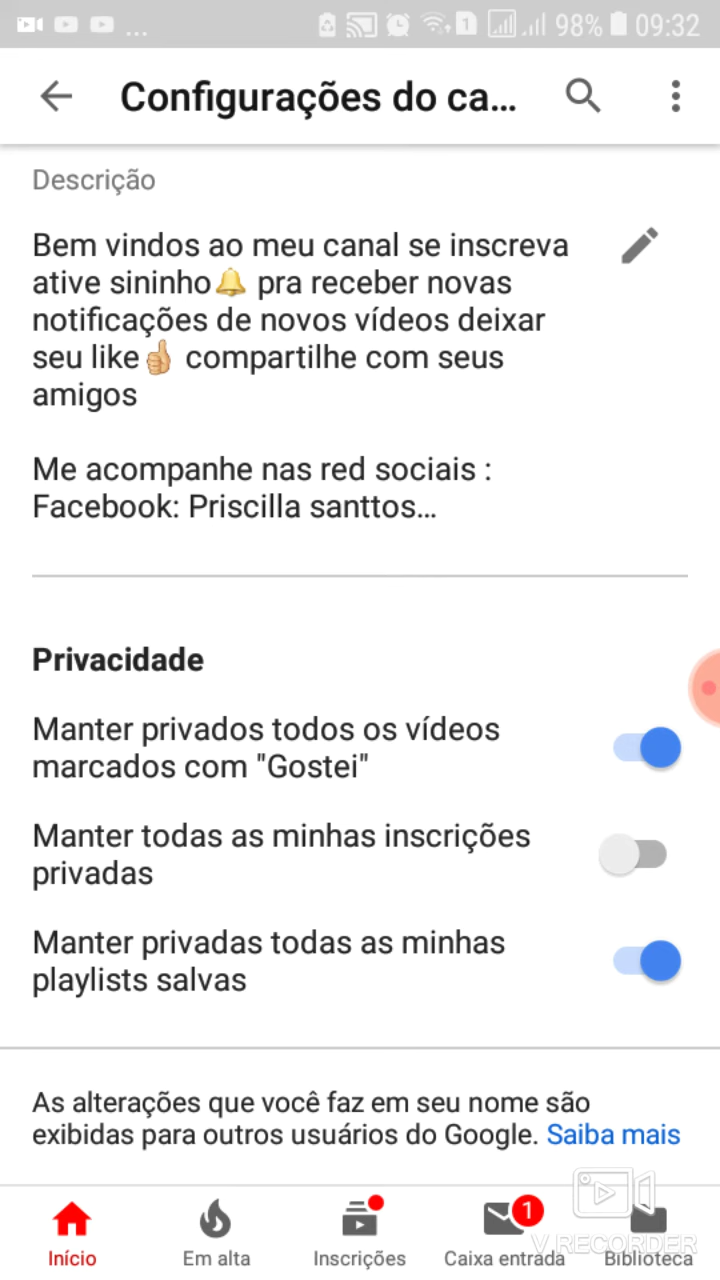 1 98% 09:32
Configurações do ca...
Descrição
Bem vindos ao meu canal se inscreva
ative sininho🔔 pra receber novas
notificações de novos vídeos deixar
seu like👍🏼 compartilhe com seus
amigos
Me acompanhe nas red sociais :
Facebook: Priscilla santtos...
Privacidade
Manter privados todos os vídeos
marcados com "Gostei"
Manter todas as minhas inscrições
privadas
Manter privadas todas as minhas
playlists salvas
As alterações que você faz em seu nome são
exibidas para outros usuários do Google. Saiba mais
1
Início Em alta Inscrições Caixa entrada Biblioteca
V RECORDER